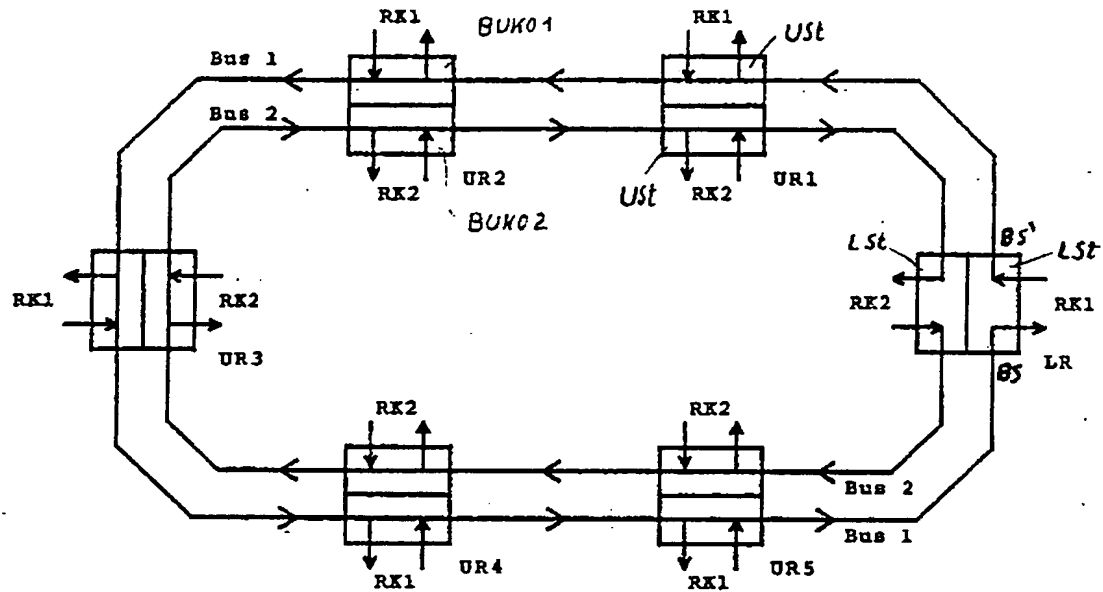 RK1
BUKO1
RK1
USt
Bus 1
Bus 2
RK2
UR2
USt
RK2
UR1
BUKO2
LSt
BS'
LSt
RK1
RK2
RK2
RK1
UR3
BS
LR
RK2
RK2
Bus 2
Bus 1
RK1
UR4
RK1
UR5